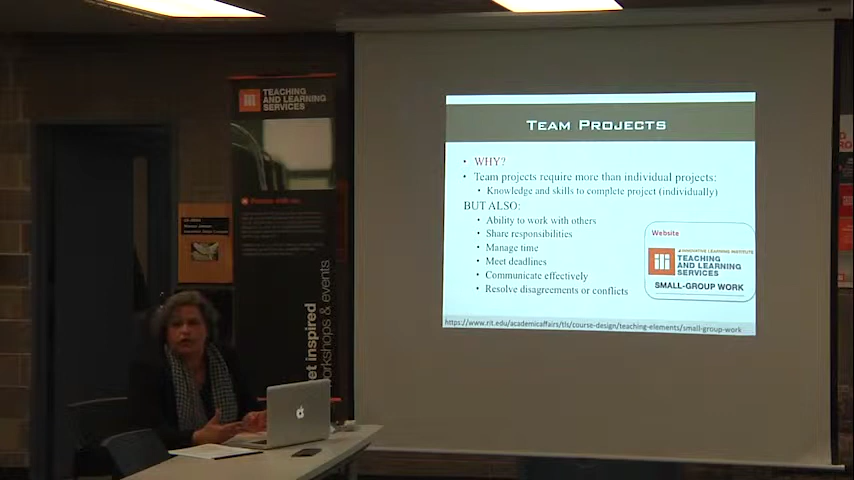 TEACHING
AND LEARNING
SERVICES
et inspired
orkshops & events
TEAM PROJECTS
• WHY?
• Team projects require more than individual projects:
• Knowledge and skills to complete project (individually)
BUT ALSO:
• Ability to work with others
• Share responsibilities
• Manage time
• Meet deadlines
• Communicate effectively
• Resolve disagreements or conflicts
Website
INNOVATIVE LEARNING INSTITUTE
TEACHING
AND LEARNING
SERVICES
SMALL-GROUP WORK
https://www.rit.edu/academicaffairs/tls/course-design/teaching-elements/small-group-work